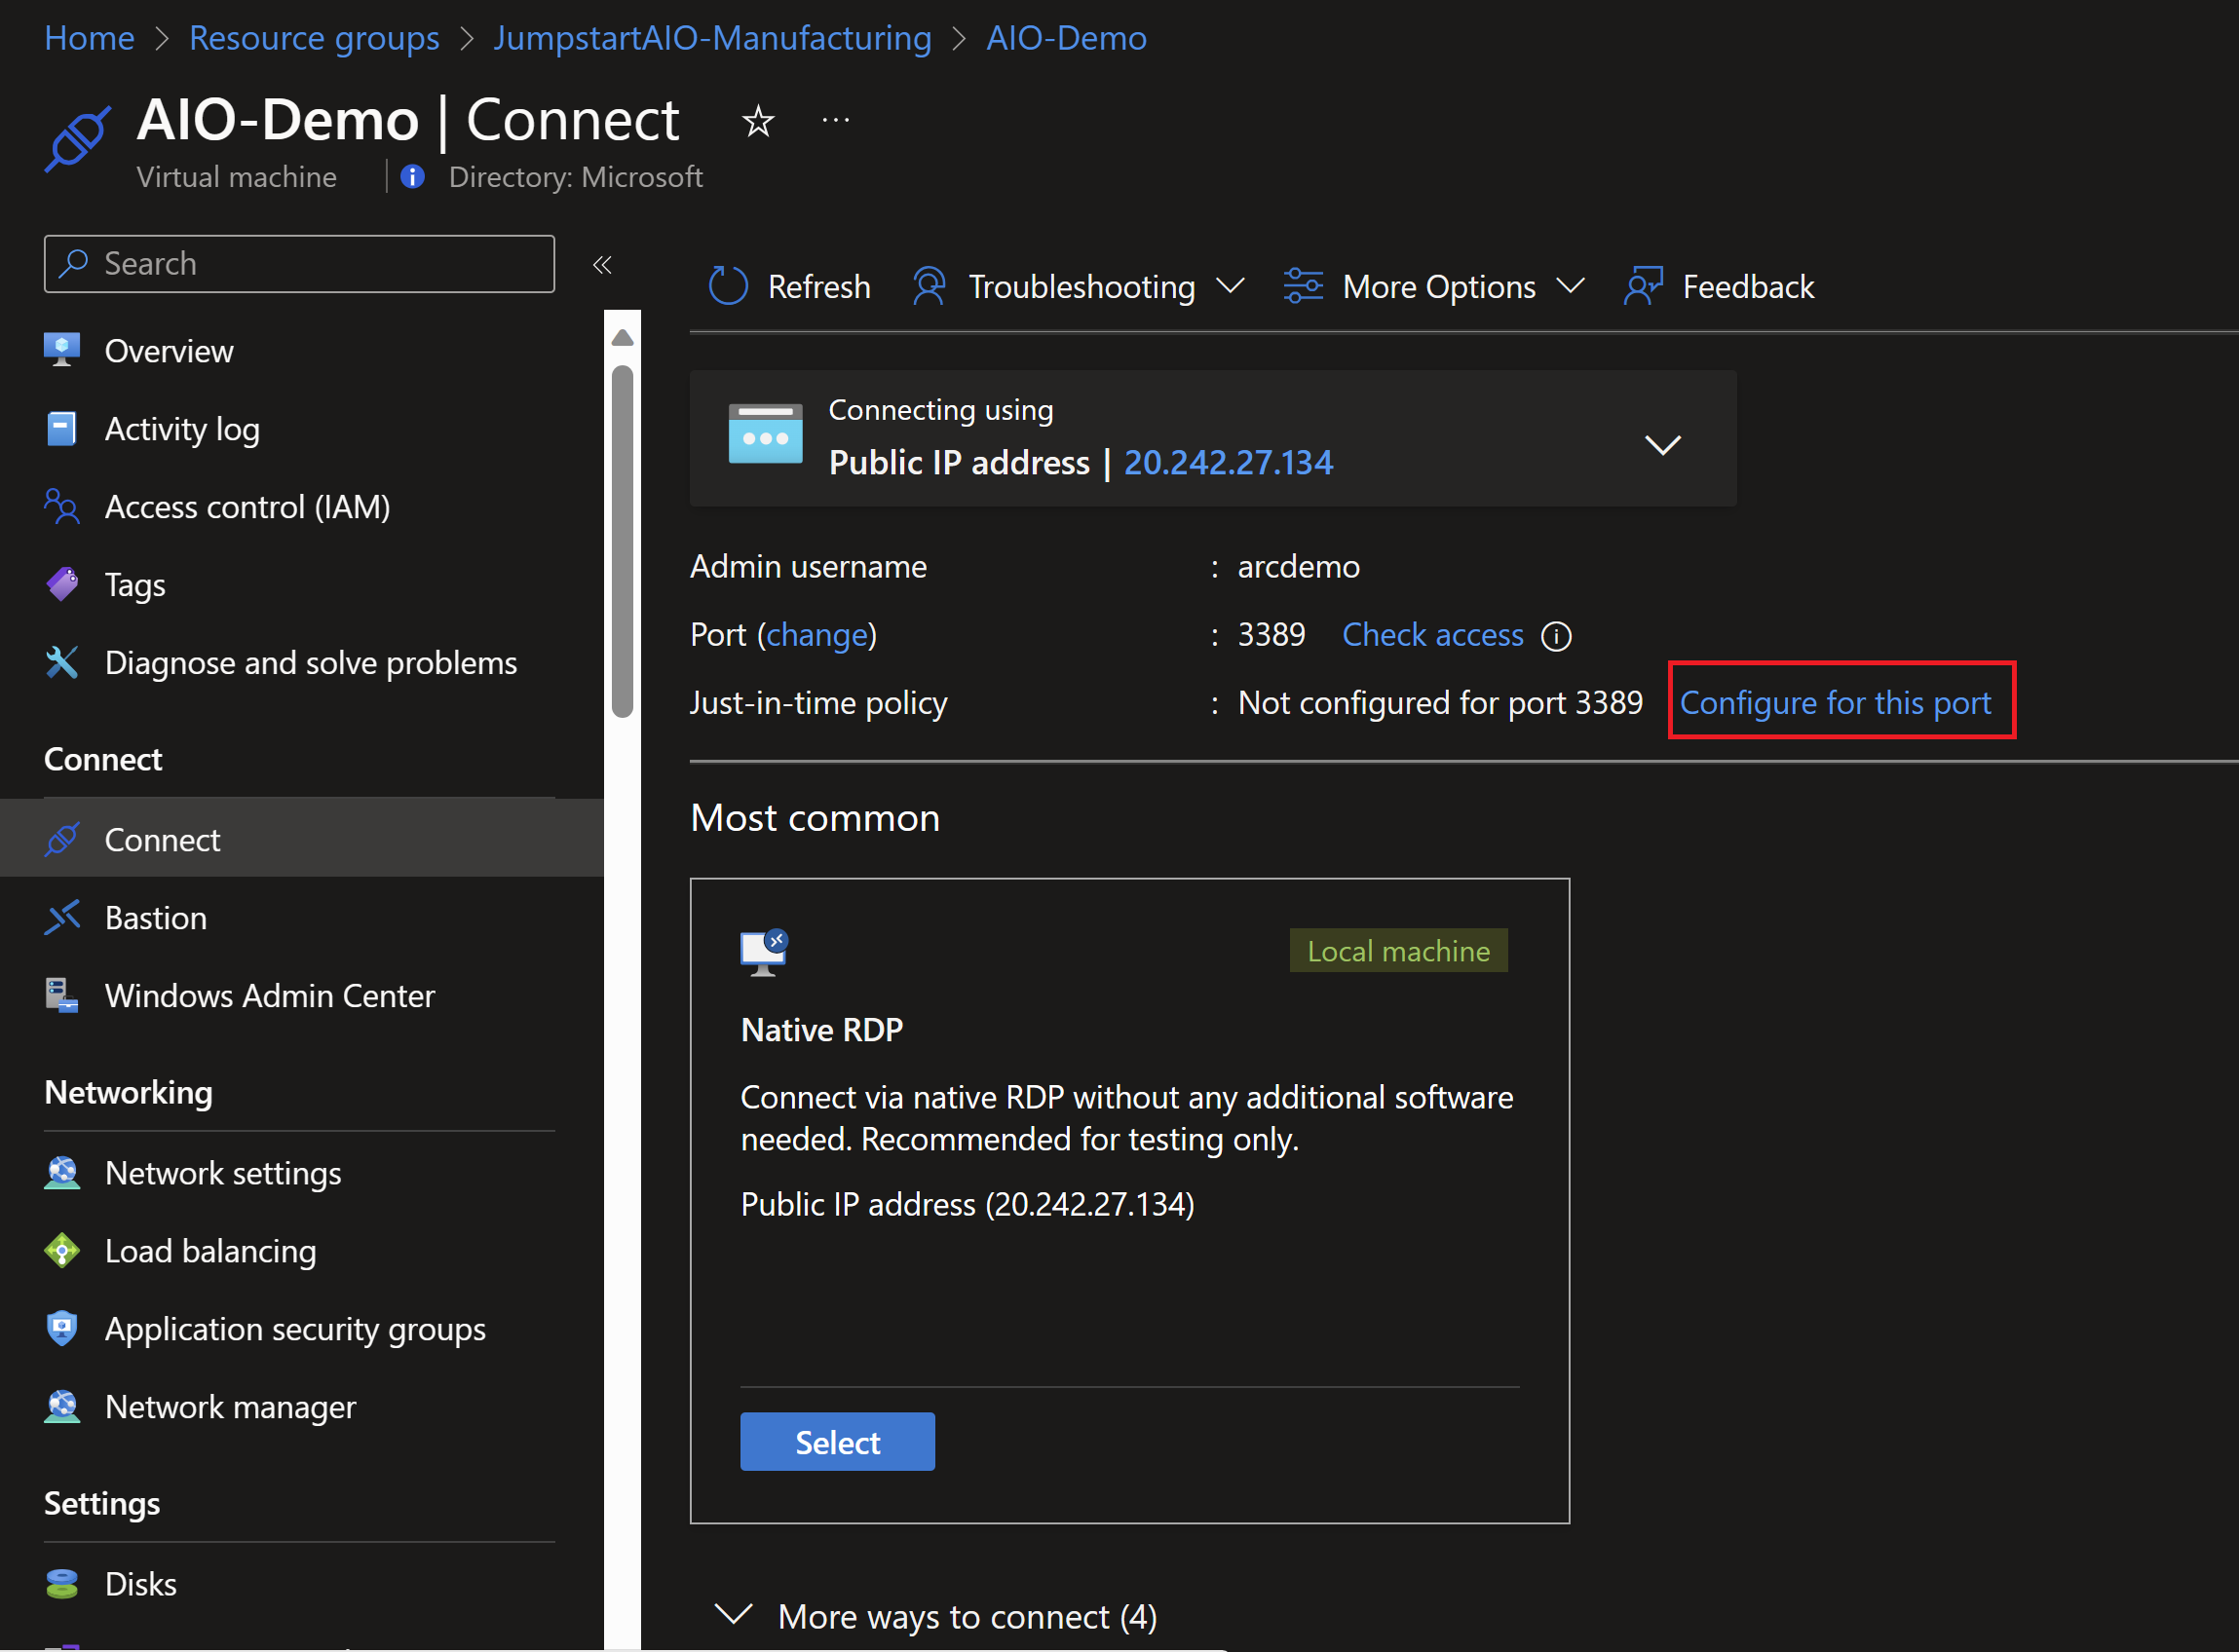 Home > Resource groups > JumpstartAIO-Manufacturing > AIO-Demo
AIO-Demo | Connect
Virtual machine
Directory: Microsoft
Search
Overview
Activity log
Access control (IAM)
Tags
Diagnose and solve problems
Connect
Connect
Bastion
Windows Admin Center
Networking
Network settings
Load balancing
Application security groups
Network manager
Settings
Disks
Refresh
Troubleshooting
More Options
Feedback
Connecting using
Public IP address | 20.242.27.134
Admin username : arcdemo
Port (change) : 3389 Check access
Just-in-time policy : Not configured for port 3389 Configure for this port
Most common
Local machine
Native RDP
Connect via native RDP without any additional software
needed. Recommended for testing only.
Public IP address (20.242.27.134)
Select
More ways to connect (4)